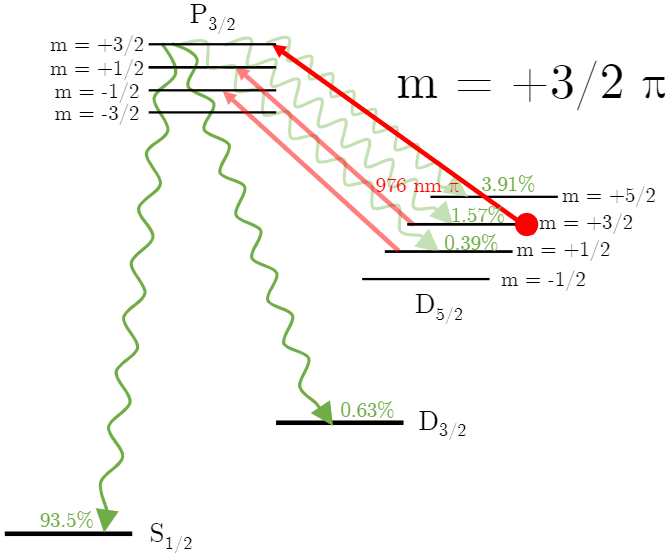 P3/2
m = +3/2
m = +1/2
m = -1/2
m = -3/2
m = +3/2 π
976 nm π
3.91%
m = +5/2
1.57%
m = +3/2
0.39%
m = +1/2
m = -1/2
D5/2
0.63%
D3/2
93.5%
S1/2